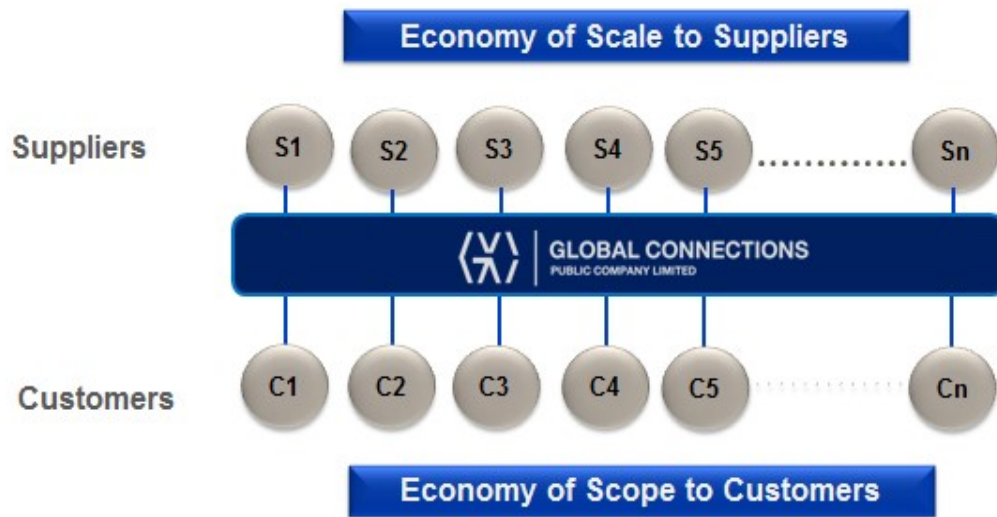 Economy of Scale to Suppliers
Suppliers
S1 S2 S3 S4 S5 Sn
GLOBAL CONNECTIONS
PUBLIC COMPANY LIMITED
Customers
C1 C2 C3 C4 C5 Cn
Economy of Scope to Customers